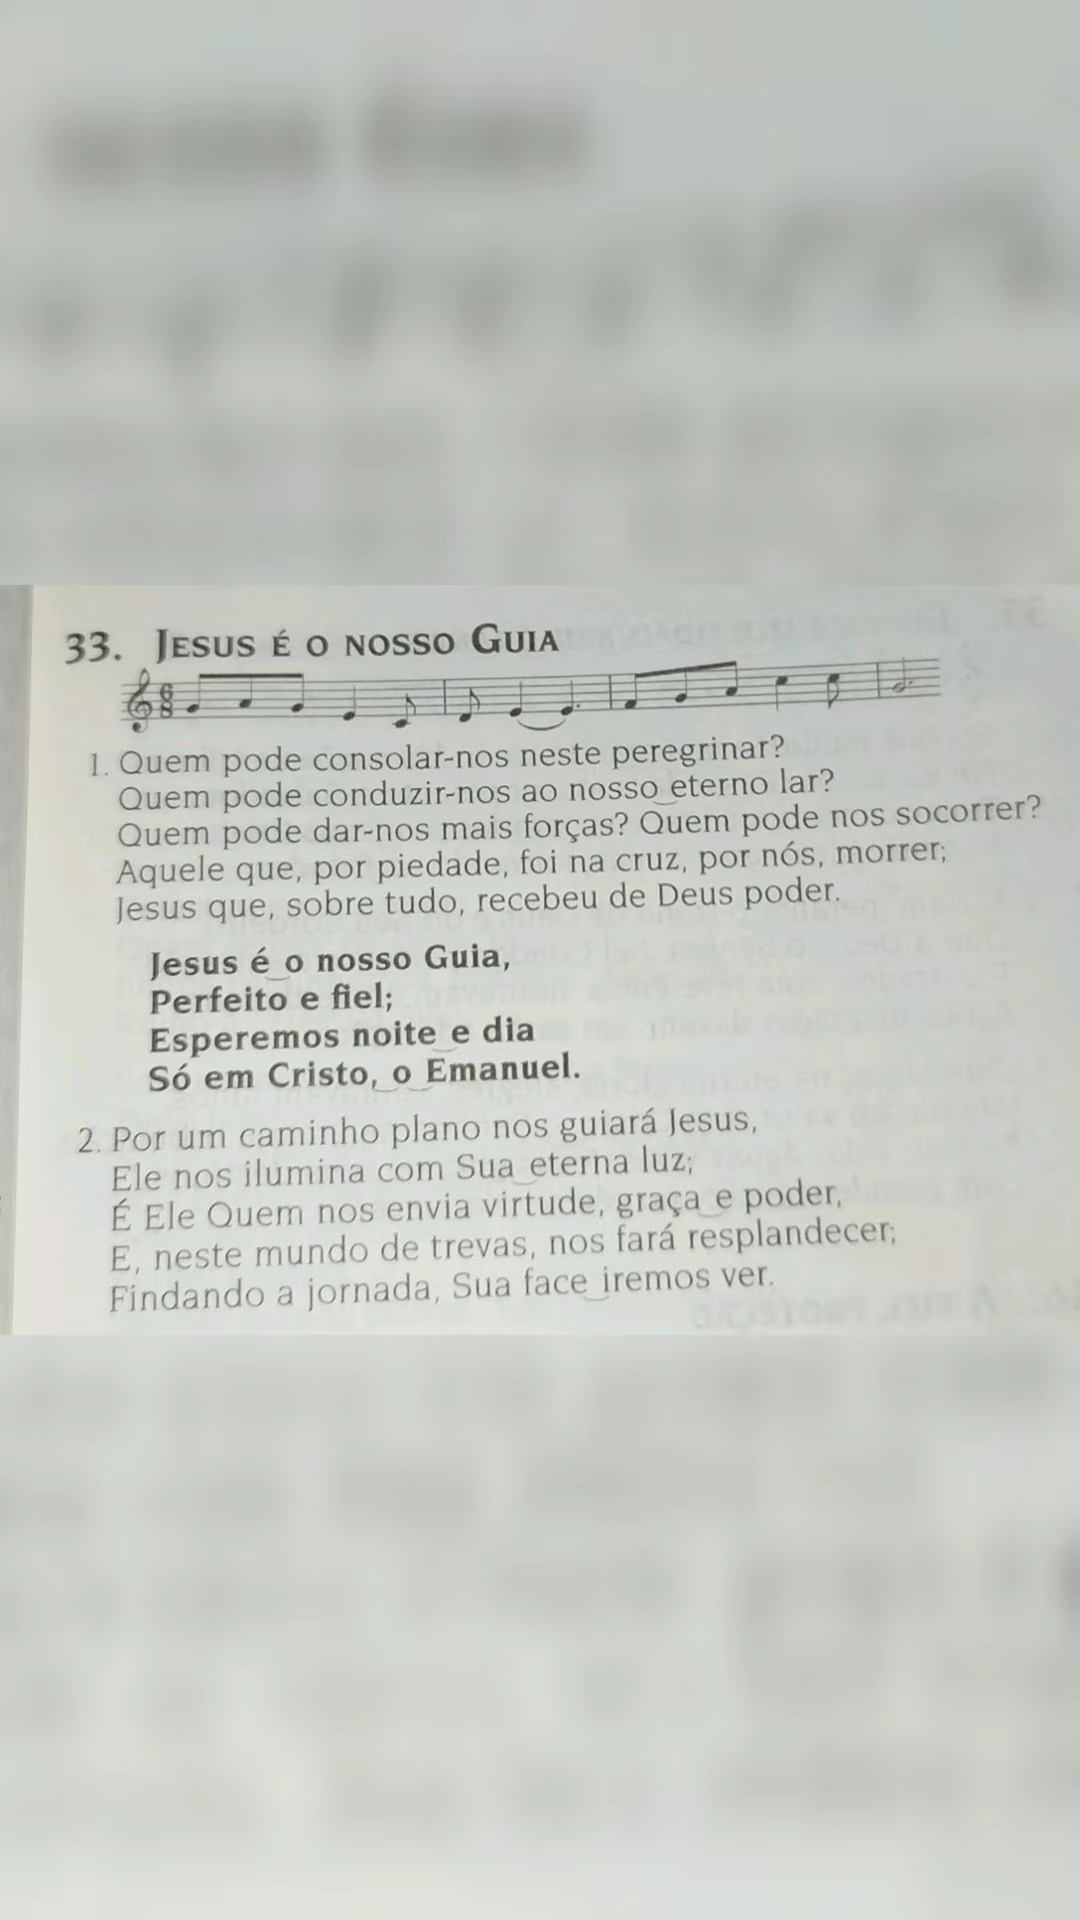 33. JESUS É O NOSSO GUIA
1. Quem pode consolar-nos neste peregrinar?
Quem pode conduzir-nos ao nosso eterno lar?
Quem pode dar-nos mais forças? Quem pode nos socorrer?
Aquele que, por piedade, foi na cruz, por nós, morrer;
Jesus que, sobre tudo, recebeu de Deus poder.
Jesus é o nosso Guia,
Perfeito e fiel;
Esperemos noite e dia
Só em Cristo, o Emanuel.
2. Por um caminho plano nos guiará Jesus,
Ele nos ilumina com Sua eterna luz;
É Ele Quem nos envia virtude, graça e poder,
E, neste mundo de trevas, nos fará resplandecer;
Findando a jornada, Sua face iremos ver.